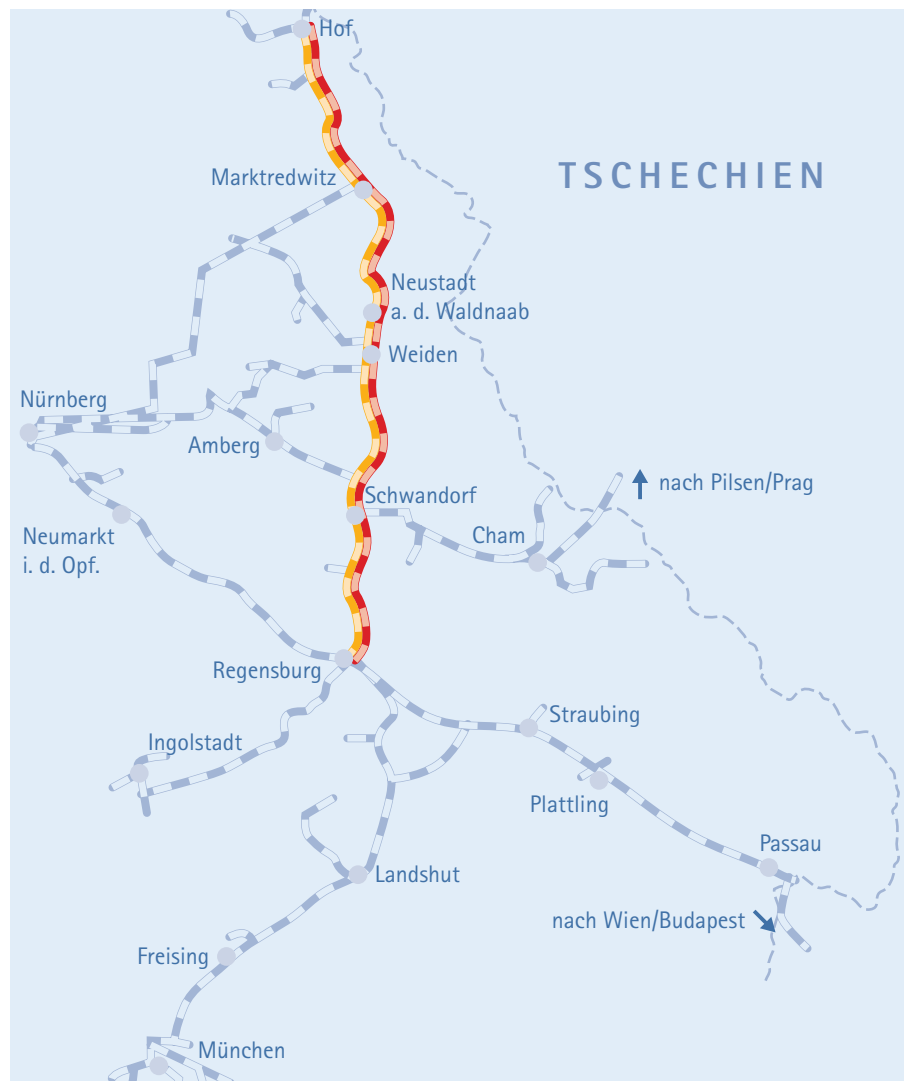 Hof
Marktredwitz
TSCHECHIEN
Neustadt
a. d. Waldnaab
Weiden
Nürnberg
Amberg
Schwandorf
nach Pilsen/Prag
Cham
Neumarkt
i. d. Opf.
Regensburg
Straubing
Ingolstadt
Plattling
Passau
Landshut
nach Wien/Budapest
Freising
München